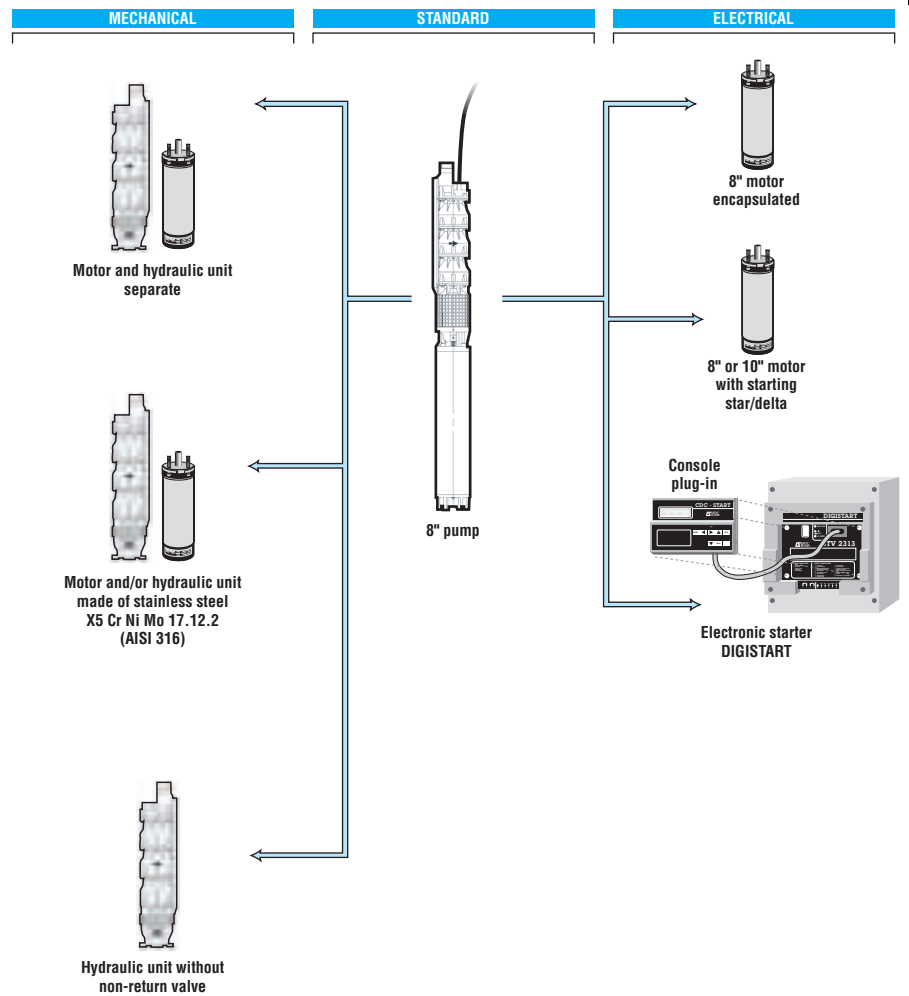 MECHANICAL
STANDARD
ELECTRICAL
Motor and hydraulic unit
separate
Motor and/or hydraulic unit
made of stainless steel
X5 Cr Ni Mo 17.12.2
(AISI 316)
Hydraulic unit without
non-return valve
8" pump
8" motor
encapsulated
8" or 10" motor
with starting
star/delta
Console
plug-in
CDC - START
DIGISTART
TV 2313
Electronic starter
DIGISTART